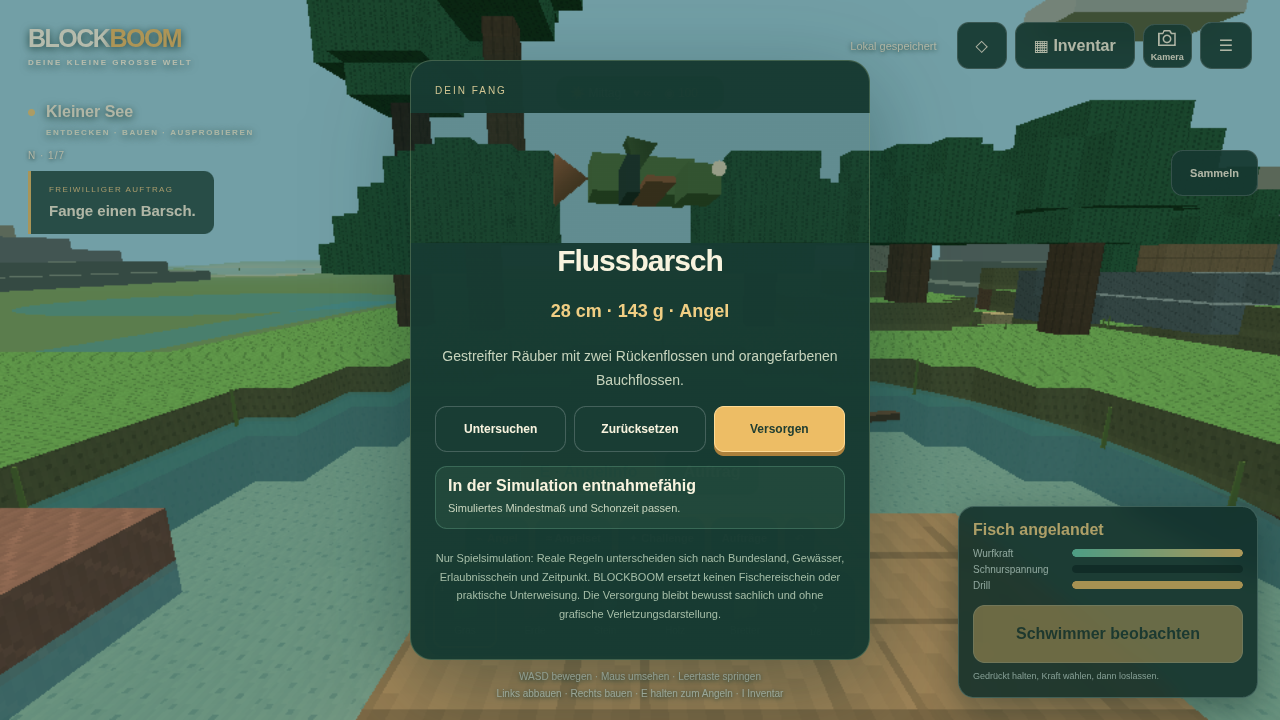 BLOCKBOOM
DEINE KLEINE GROSSE WELT
Kleiner See
ENTDECKEN · BAUEN · AUSPROBIEREN
N · 1/7
FREIWILLIGER AUFTRAG
Fange einen Barsch.
Lokal gespeichert
Inventar
Kamera
Sammeln
DEIN FANG
Flussbarsch
28 cm · 143 g · Angel
Gestreifter Räuber mit zwei Rückenflossen und orangefarbenen
Bauchflossen.
Untersuchen
Zurücksetzen
Versorgen
In der Simulation entnahmefähig
Simuliertes Mindestmaß und Schonzeit passen.
Nur Spielsimulation: Reale Regeln unterscheiden sich nach Bundesland, Gewässer,
Erlaubnisschein und Zeitpunkt. BLOCKBOOM ersetzt keinen Fischereischein oder
praktische Unterweisung. Die Versorgung bleibt bewusst sachlich und ohne
grafische Verletzungsdarstellung.
Fisch angelandet
Wurfkraft
Schnurspannung
Drill
Schwimmer beobachten
Gedrückt halten, Kraft wählen, dann loslassen.
WASD bewegen · Maus umsehen · Leertaste springen
Links abbauen · Rechts bauen · E halten zum Angeln · I Inventar